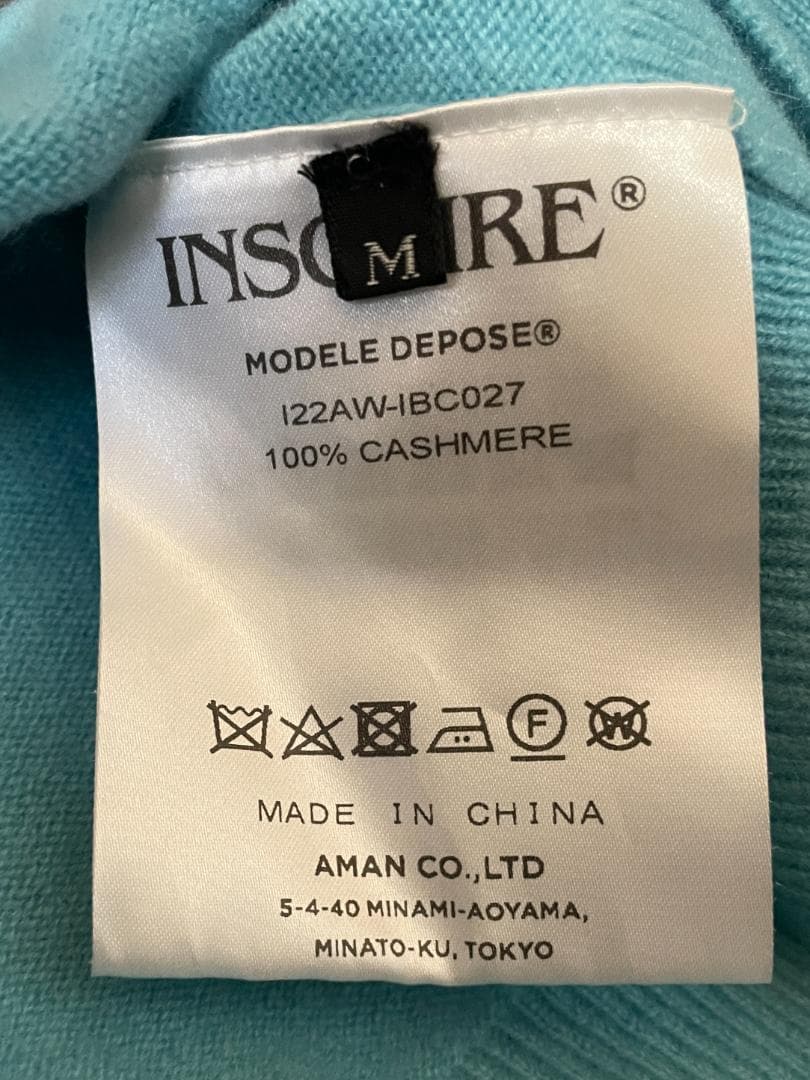 M
MODELE DEPOSE®
I22AW-IBC027
100% CASHMERE
F
W
MADE IN CHINA
AMAN CO.,LTD
5-4-40 MINAMI-AOYAMA,
MINATO-KU, TOKYO